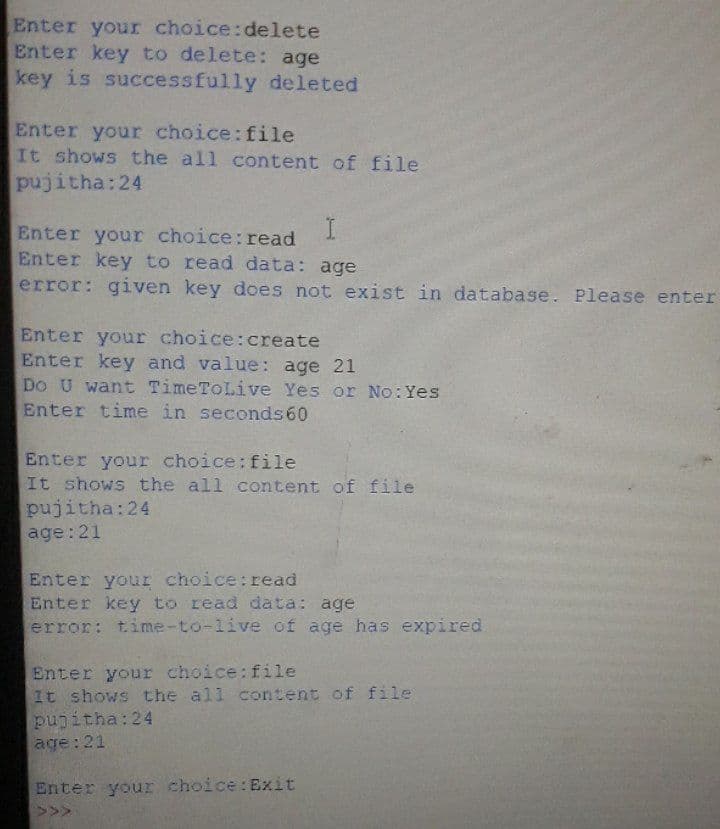 Enter your choice:delete
Enter key to delete: age
key is successfully deleted
Enter your choice:file
It shows the all content of file
pujitha:24
Enter your choice:read
Enter key to read data: age
error: given key does not exist in database. Please enter
Enter your choice:create
Enter key and value: age 21
Do U want TimeToLive Yes or No:Yes
Enter time in seconds60
Enter your choice:file
It shows the all content of file
pujitha:24
age:21
Enter your choice:read
Enter key to read data: age
error: time-to-live of age has expired
Enter your choice:file
It shows the all content of file
pujitha:24
age:21
Enter your choice:Exit
>>>